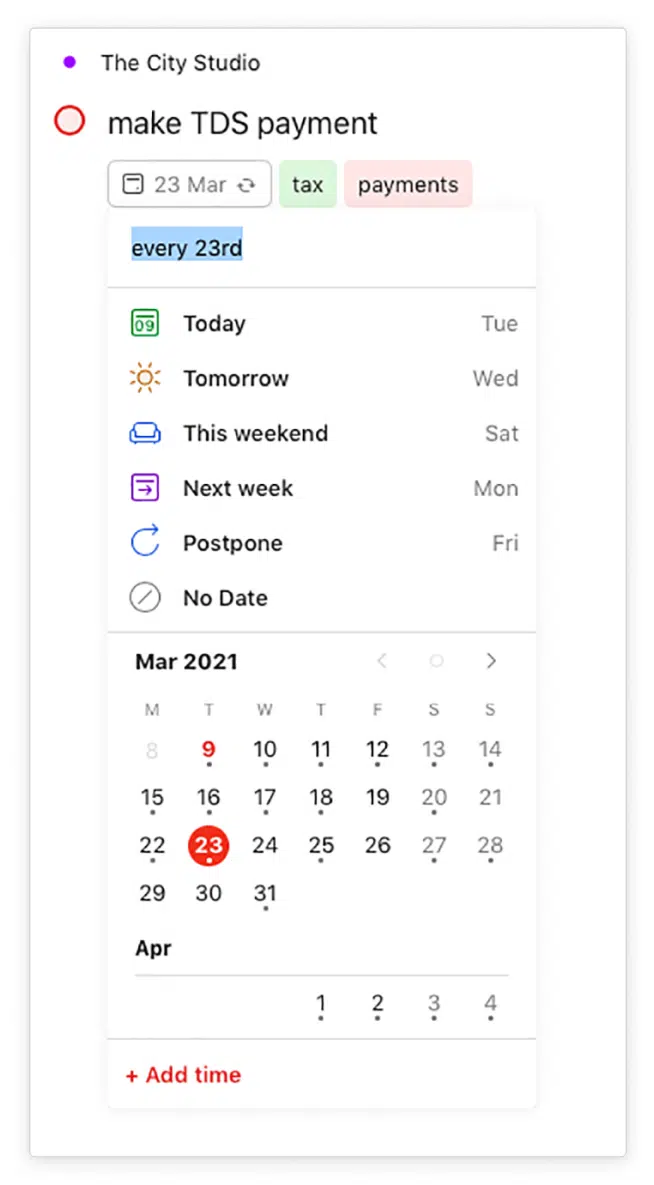 The City Studio
make TDS payment
23 Mar tax payments
every 23rd
09 Today Tue
Tomorrow Wed
This weekend Sat
Next week Mon
Postpone Fri
No Date
Mar 2021
M T W T F S S
8 9 10 11 12 13 14
15 16 17 18 19 20 21
22 23 24 25 26 27 28
29 30 31
Apr
1 2 3 4
+ Add time